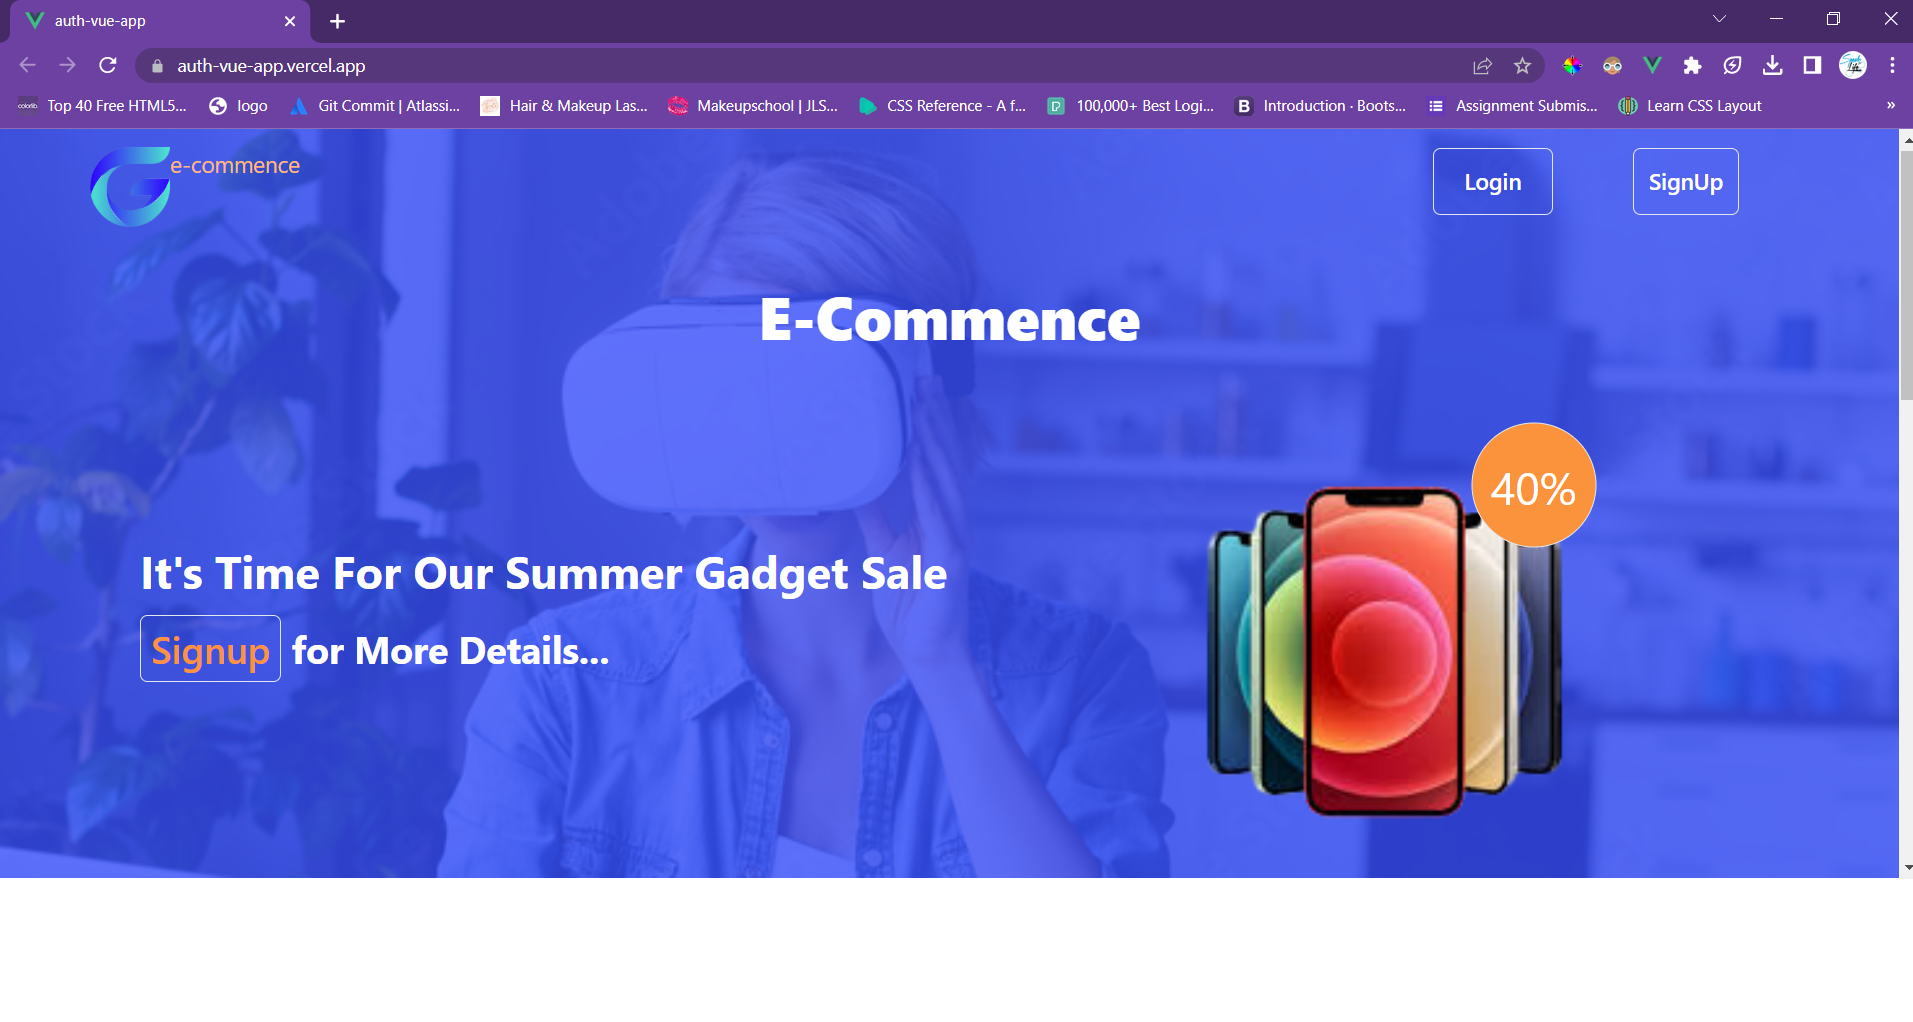 auth-vue-app
auth-vue-app.vercel.app
Top 40 Free HTML5... logo Git Commit | Atlassi... Hair & Makeup Las... Makeupschool | JLS... CSS Reference - A f... 100,000+ Best Logi... B Introduction · Boots... Assignment Submis... Learn CSS Layout »
e-commence
Login SignUp
E-Commence
40%
It's Time For Our Summer Gadget Sale
Signup for More Details...